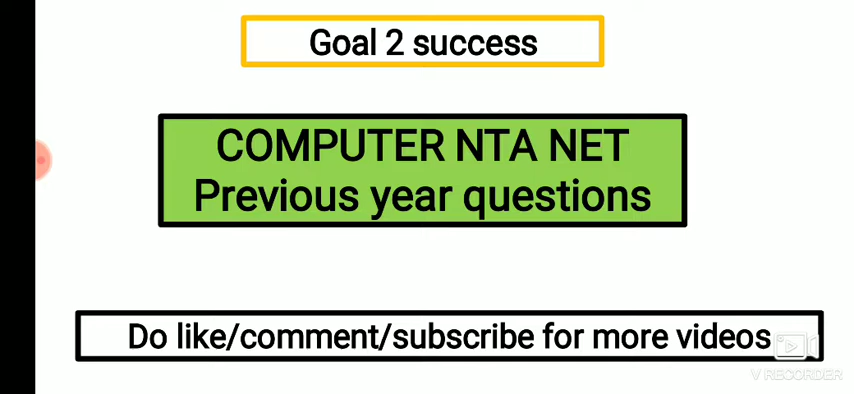 Goal 2 success
COMPUTER NTA NET
Previous year questions
Do like/comment/subscribe for more videos
V RECORDER